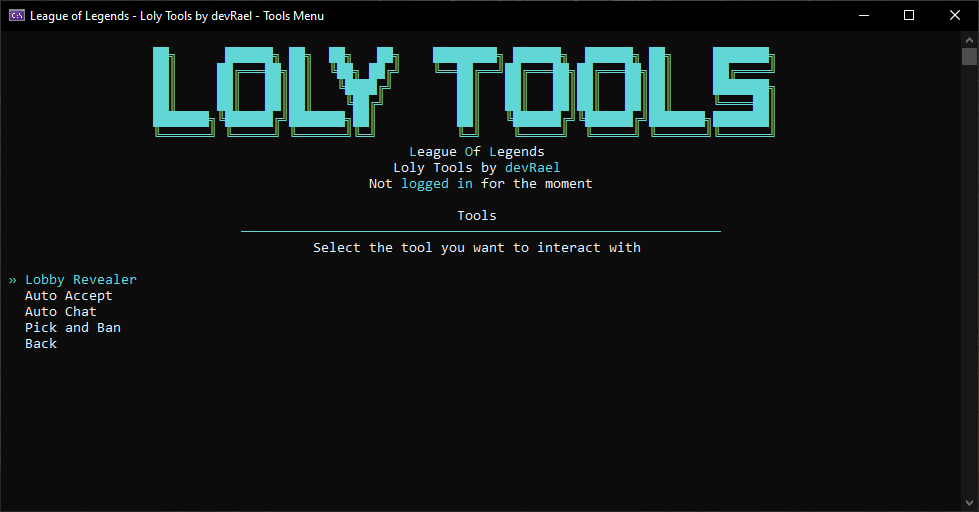 League of Legends - Loly Tools by devRael - Tools Menu
LOLY TOOLS
League Of Legends
Loly Tools by devRael
Not logged in for the moment
Tools
Select the tool you want to interact with
» Lobby Revealer
Auto Accept
Auto Chat
Pick and Ban
Back